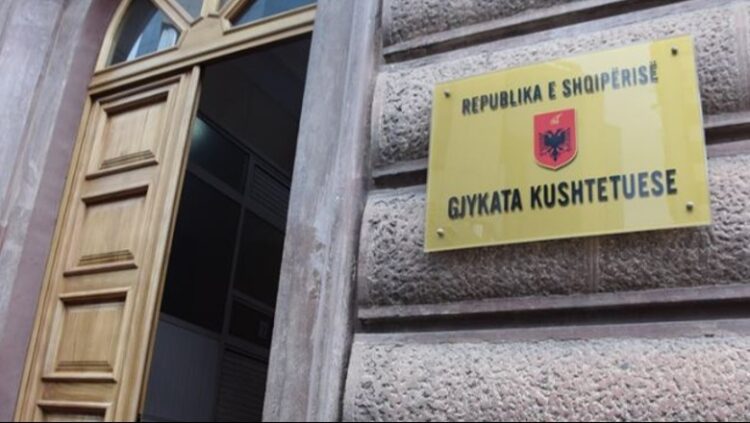 REPUBLIKA E SHQIPËRISË
GJYKATA KUSHTETUESE